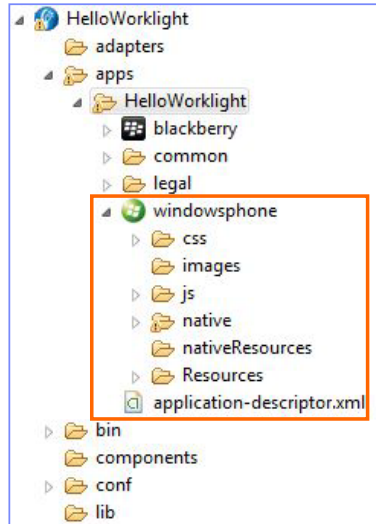 HelloWorklight
adapters
apps
HelloWorklight
blackberry
common
legal
windowsphone
css
images
js
native
nativeResources
Resources
application-descriptor.xml
bin
components
conf
lib